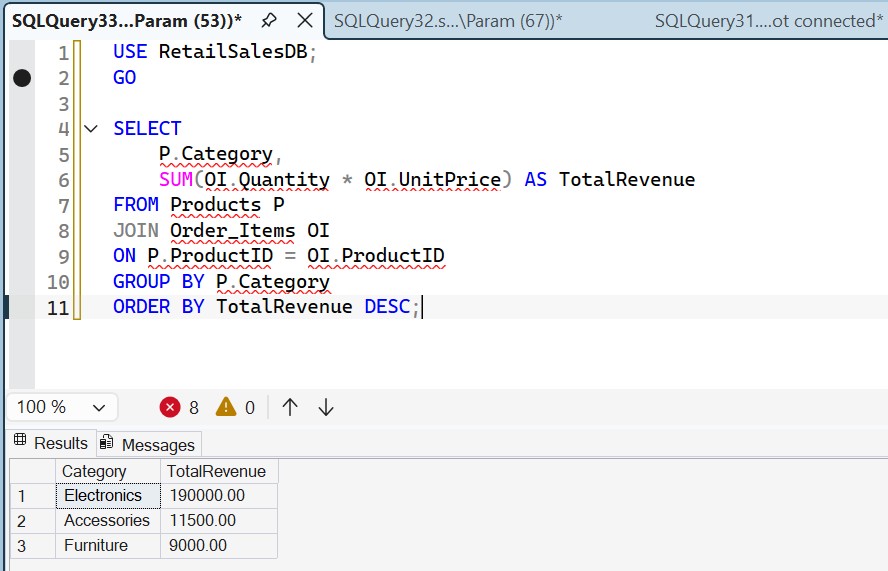 SQLQuery33...Param (53))* SQLQuery32.s...\Param (67))* SQLQuery31....ot connected*
1 USE RetailSalesDB;
2 GO
3
4 SELECT
5 P.Category,
6 SUM(OI.Quantity * OI.UnitPrice) AS TotalRevenue
7 FROM Products P
8 JOIN Order_Items OI
9 ON P.ProductID = OI.ProductID
10 GROUP BY P.Category
11 ORDER BY TotalRevenue DESC;
100 % 8 0
Results Messages
Category TotalRevenue
1 Electronics 190000.00
2 Accessories 11500.00
3 Furniture 9000.00